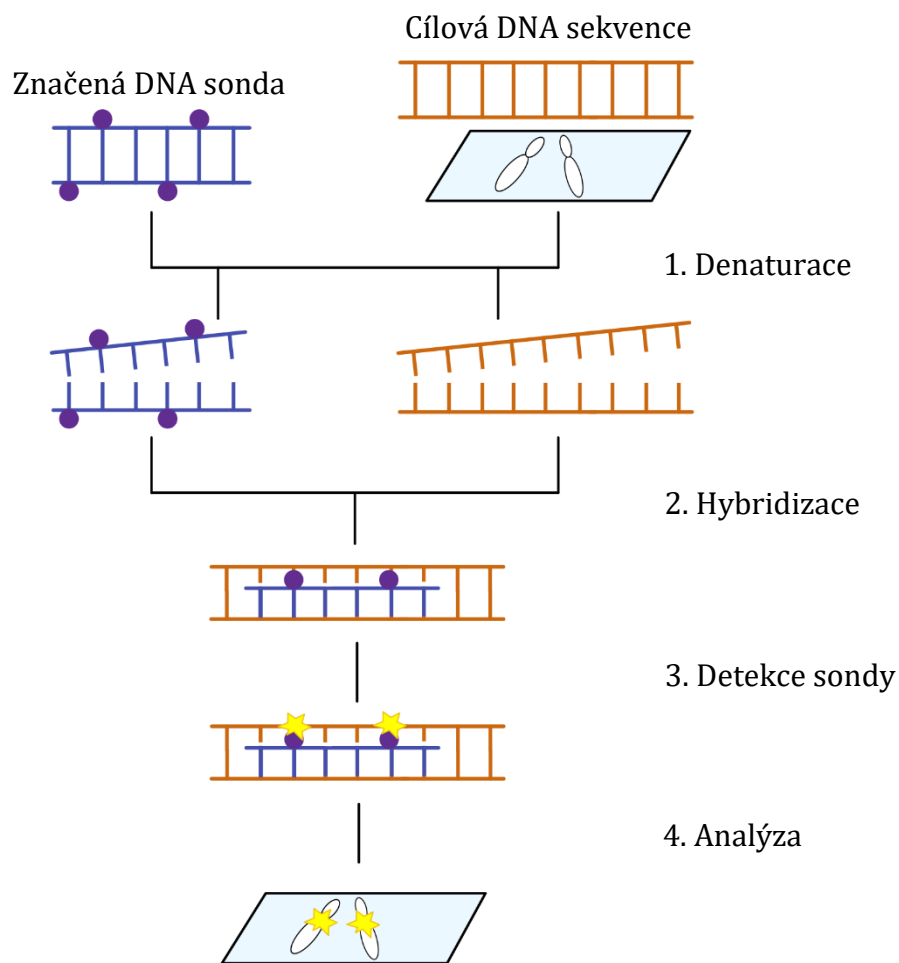 Cílová DNA sekvence
Značená DNA sonda
1. Denaturace
2. Hybridizace
3. Detekce sondy
4. Analýza